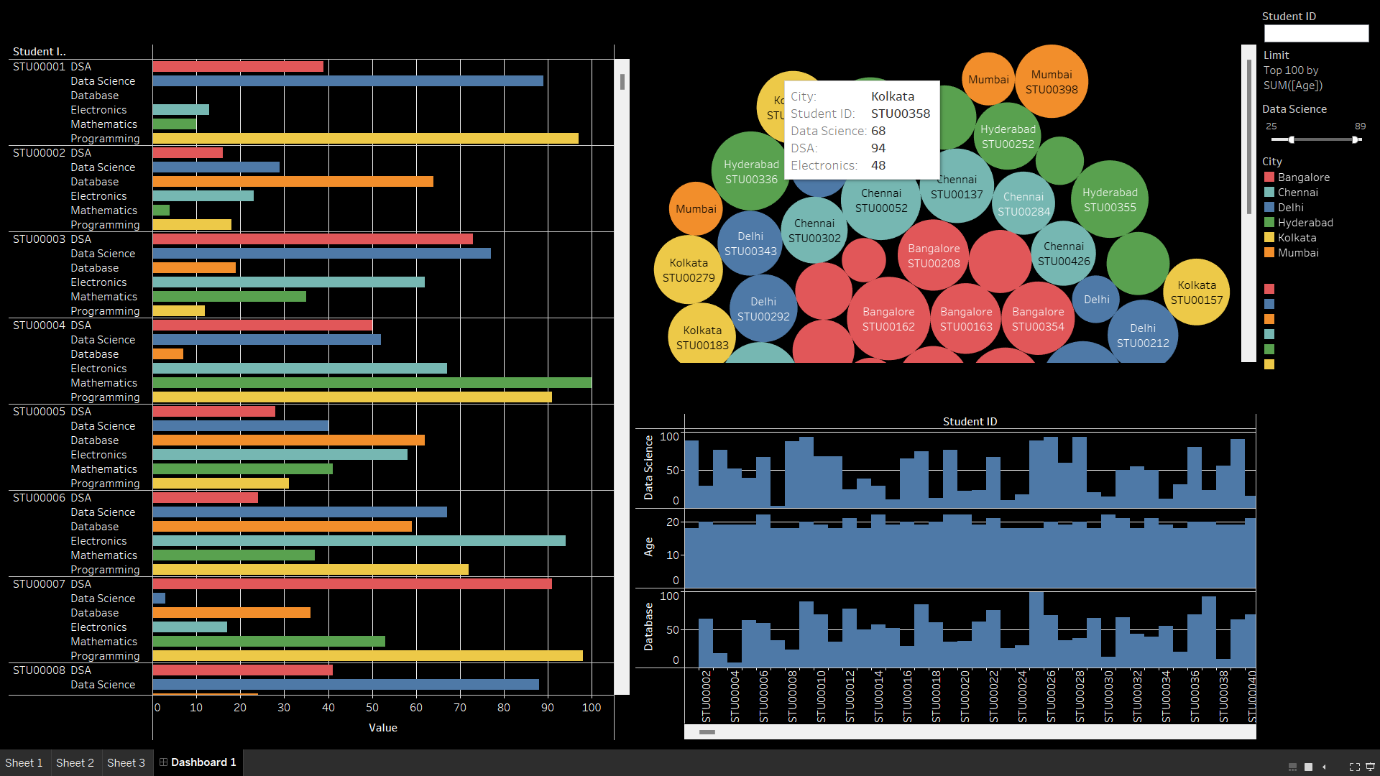 Student I..
STU00001 DSA
Data Science
Database
Electronics
Mathematics
Programming
STU00002 DSA
Data Science
Database
Electronics
Mathematics
Programming
STU00003 DSA
Data Science
Database
Electronics
Mathematics
Programming
STU00004 DSA
Data Science
Database
Electronics
Mathematics
Programming
STU00005 DSA
Data Science
Database
Electronics
Mathematics
Programming
STU00006 DSA
Data Science
Database
Electronics
Mathematics
Programming
STU00007 DSA
Data Science
Database
Electronics
Mathematics
Programming
STU00008 DSA
Data Science
0 10 20 30 40 50 60 70 80 90 100
Value
Mumbai
Mumbai
STU00398
City: Kolkata
Student ID: STU00358
Data Science: 68
DSA: 94
Electronics: 48
Hyderabad
STU00252
Hyderabad
STU00336
Chennai
STU00052
Chennai
STU00137
Chennai
STU00284
Hyderabad
STU00355
Mumbai
Delhi
STU00343
Chennai
STU00302
Bangalore
STU00208
Chennai
STU00426
Kolkata
STU00279
Delhi
STU00292
Bangalore
STU00162
Bangalore
STU00163
Bangalore
STU00354
Delhi
Kolkata
STU00157
Kolkata
STU00183
Delhi
STU00212
Student ID
Limit
Top 100 by
SUM([Age])
Data Science
25 89
City
Bangalore
Chennai
Delhi
Hyderabad
Kolkata
Mumbai
Student ID
Data Science
100
50
0
Age
20
10
0
Database
100
50
0
STU00002 STU00004 STU00006 STU00008 STU00010 STU00012 STU00014 STU00016 STU00018 STU00020 STU00022 STU00024 STU00026 STU00028 STU00030 STU00032 STU00034 STU00036 STU00038 STU00040
Sheet 1 Sheet 2 Sheet 3 Dashboard 1